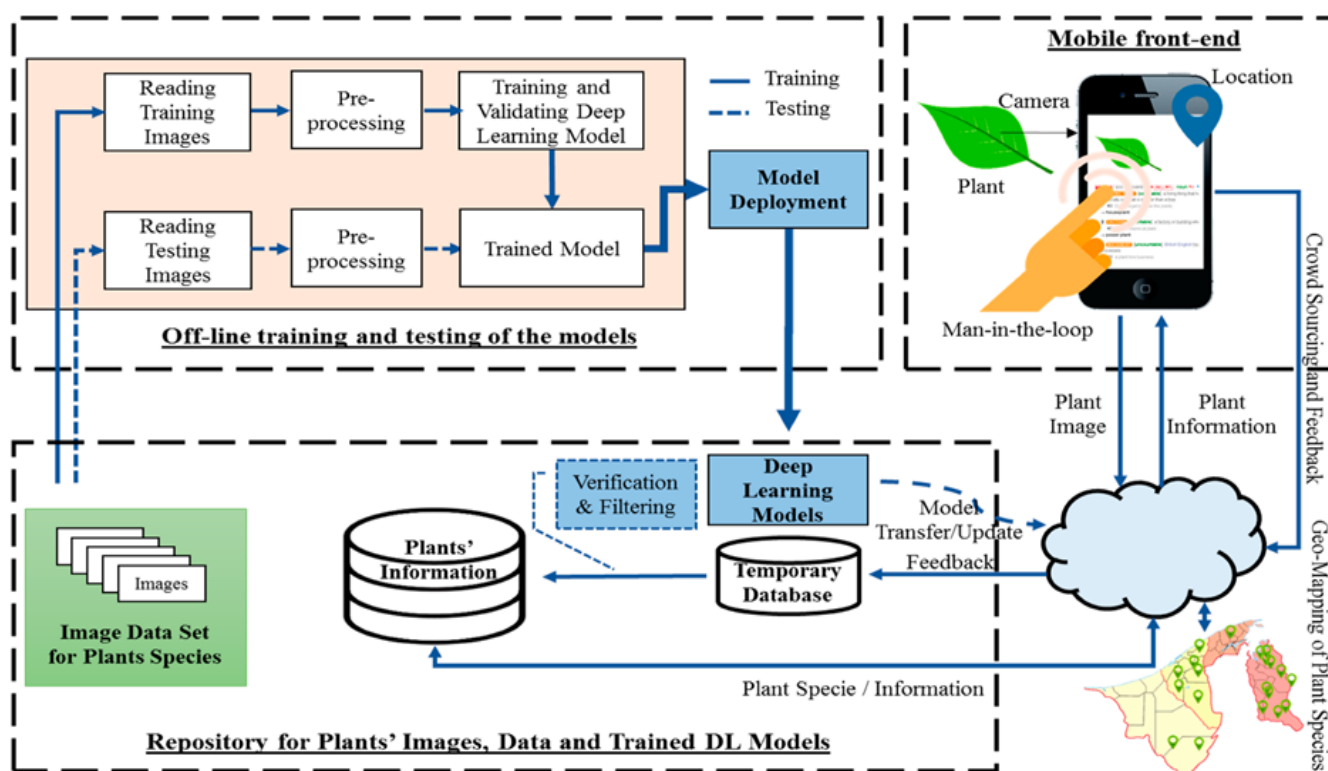 Reading
Training
Images
Pre-
processing
Training and
Validating Deep
Learning Model
Training
Testing
Reading
Testing
Images
Pre-
processing
Trained Model
Model
Deployment
Off-line training and testing of the models
Mobile front-end
Location
Camera
Plant
Man-in-the-loop
Plant
Image
Plant
Information
Crowd Sourcing and Feedback
Images
Image Data Set
for Plants Species
Plants'
Information
Verification
& Filtering
Deep
Learning
Models
Temporary
Database
Model
Transfer/Update
Feedback
Plant Specie / Information
Geo-Mapping of Plant Species
Repository for Plants' Images, Data and Trained DL Models